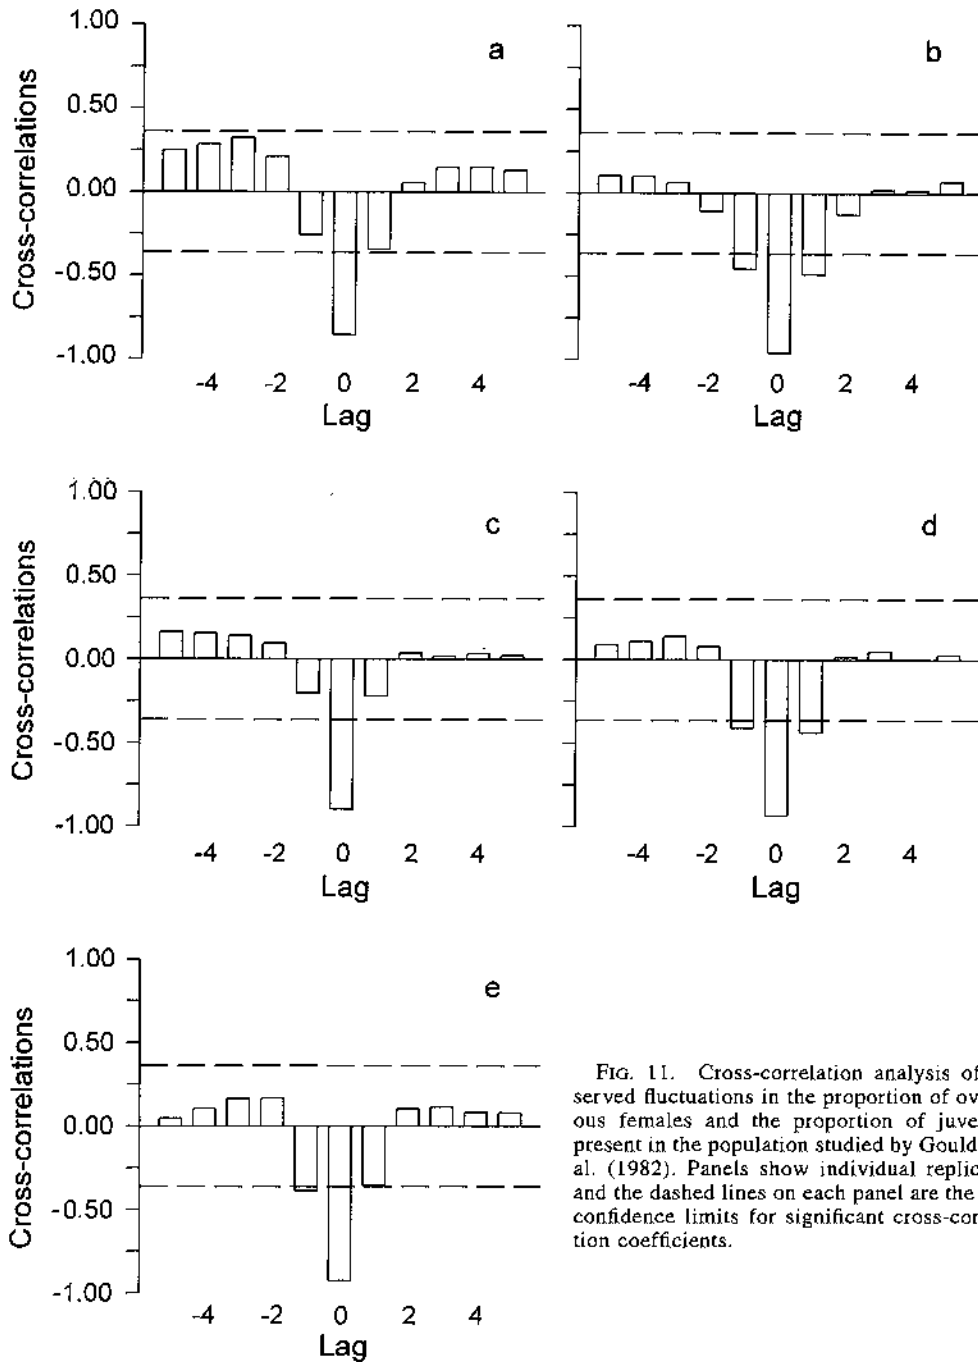 a
1.00
0.50
0.00
-0.50
-1.00
Cross-correlations
-4 -2 0 2 4
Lag
b
-4 -2 0 2 4
Lag
c
1.00
0.50
0.00
-0.50
-1.00
Cross-correlations
-4 -2 0 2 4
Lag
d
-4 -2 0 2 4
Lag
e
1.00
0.50
0.00
-0.50
-1.00
Cross-correlations
-4 -2 0 2 4
Lag
FIG. 11. Cross-correlation analysis of
served fluctuations in the proportion of ov
ous females and the proportion of juve
present in the population studied by Gould
al. (1982). Panels show individual replic
and the dashed lines on each panel are the
confidence limits for significant cross-cor
tion coefficients.